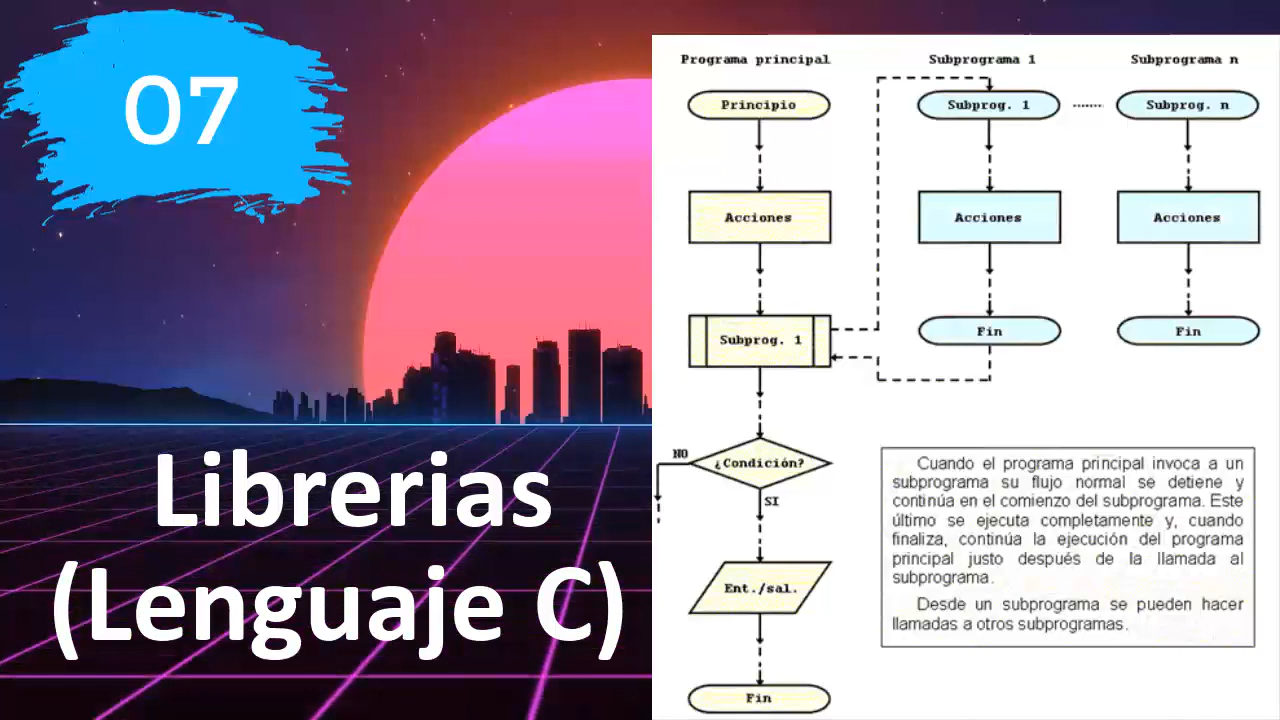 07
Librerias
(Lenguaje C)
Programa principal
Subprograma 1
Subprograma n
Principio
Subprog. 1
Subprog. n
Acciones
Acciones
Acciones
Subprog. 1
Fin
Fin
¿Condición?
NO
SI
Ent./sal.
Fin
Cuando el programa principal invoca a un
subprograma su flujo normal se detiene y
continúa en el comienzo del subprograma. Este
último se ejecuta completamente y, cuando
finaliza, continúa la ejecución del programa
principal justo después de la llamada al
subprograma.
Desde un subprograma se pueden hacer
llamadas a otros subprogramas.